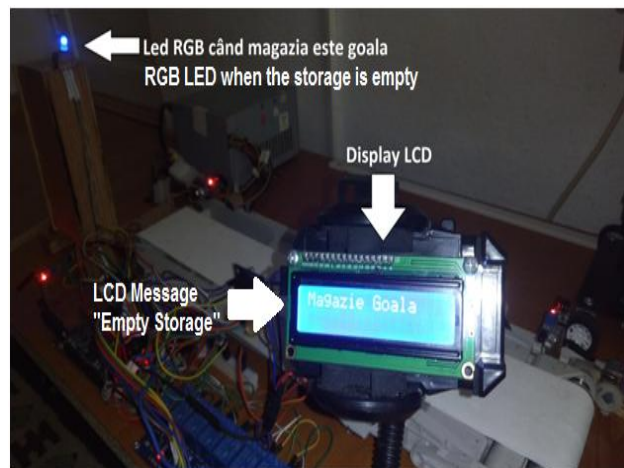 Led RGB când magazia este goala
RGB LED when the storage is empty
Display LCD
LCD Message
"Empty Storage"
Magazie Goala